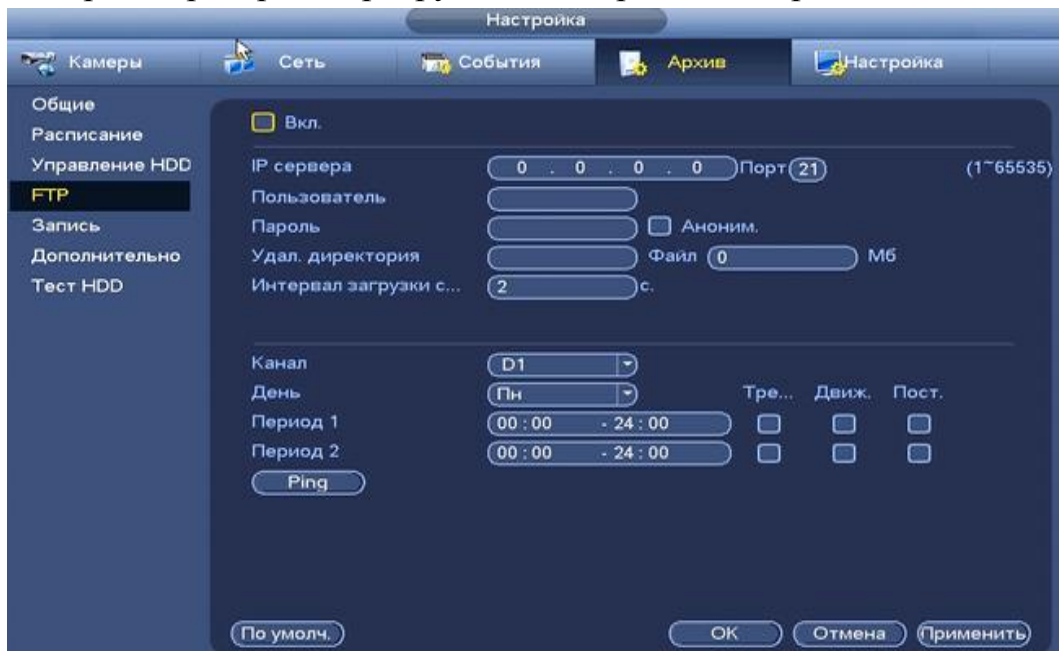 Настройка
Камеры Сеть События Архив Настройка
Общие
Расписание
Управление HDD
FTP
Запись
Дополнительно
Тест HDD
Вкл.
IP сервера 0 . 0 . 0 . 0 Порт 21 (1~65535)
Пользователь
Пароль Аноним.
Удал. директория Файл 0 Мб
Интервал загрузки с... 2 с.
Канал D1
День Пн Тре... Движ. Пост.
Период 1 00 : 00 - 24 : 00
Период 2 00 : 00 - 24 : 00
Ping
По умолч. OK Отмена Применить